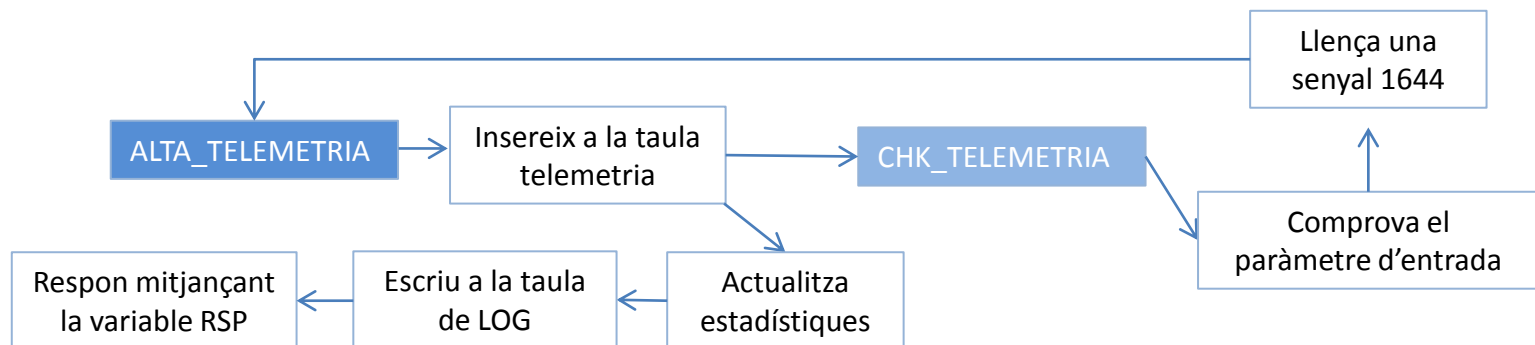 Llença una
senyal 1644
ALTA_TELEMETRIA
Insereix a la taula
telemetria
CHK_TELEMETRIA
Comprova el
paràmetre d'entrada
Respon mitjançant
la variable RSP
Escriu a la taula
de LOG
Actualitza
estadístiques